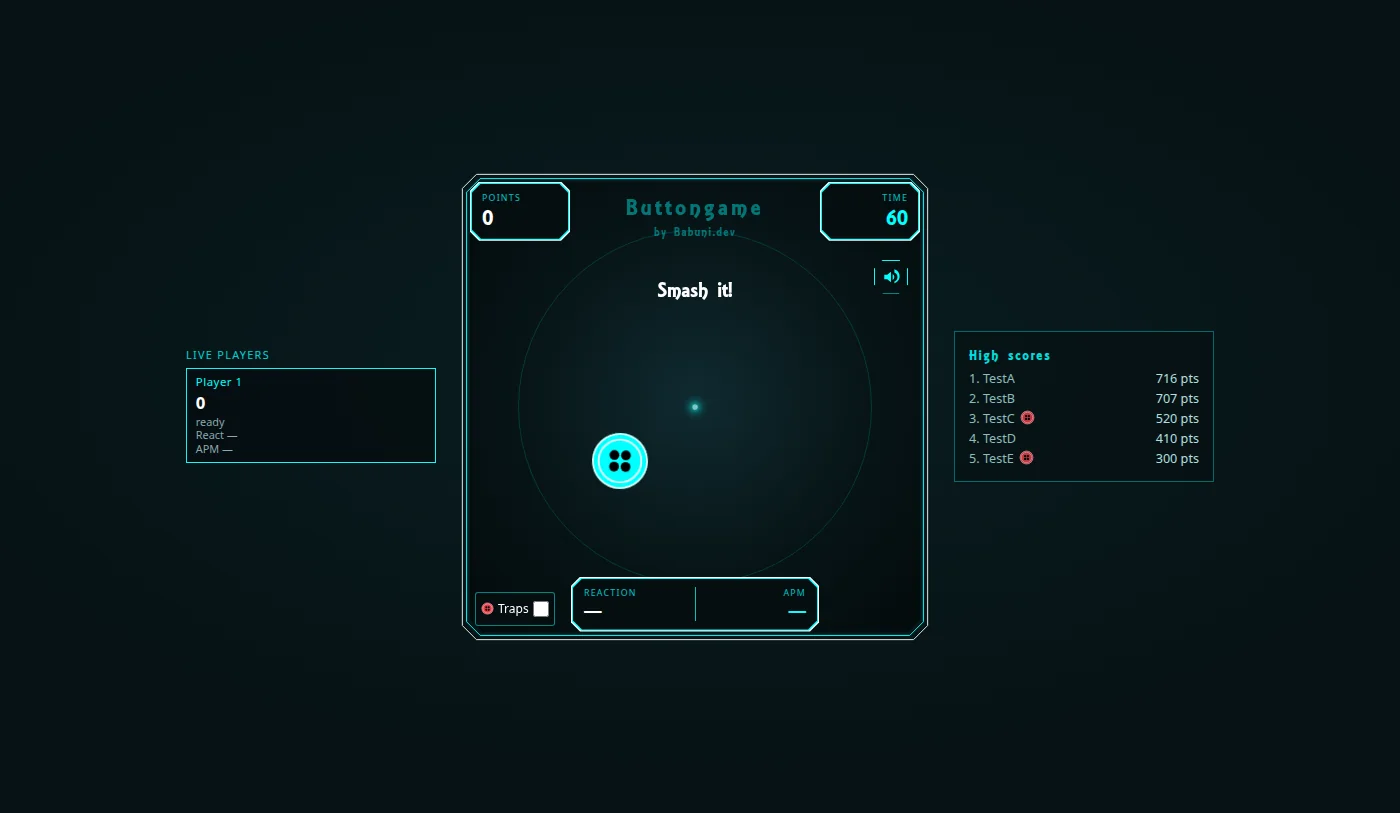 POINTS
0
Buttongame
by Babuni.dev
TIME
60
Smash it!
LIVE PLAYERS
Player 1
0
ready
React —
APM —
High scores
1. TestA 716 pts
2. TestB 707 pts
3. TestC 520 pts
4. TestD 410 pts
5. TestE 300 pts
Traps
REACTION
—
APM
—